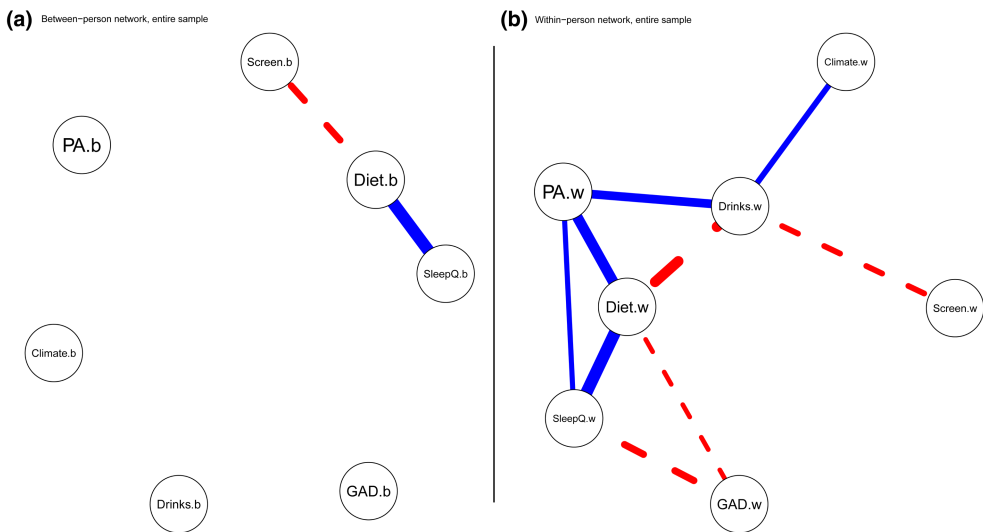 (a) Between-person network, entire sample
Screen.b
PA.b
Diet.b
SleepQ.b
Climate.b
GAD.b
Drinks.b
(b) Within-person network, entire sample
Climate.w
PA.w
Drinks.w
Diet.w
Screen.w
SleepQ.w
GAD.w